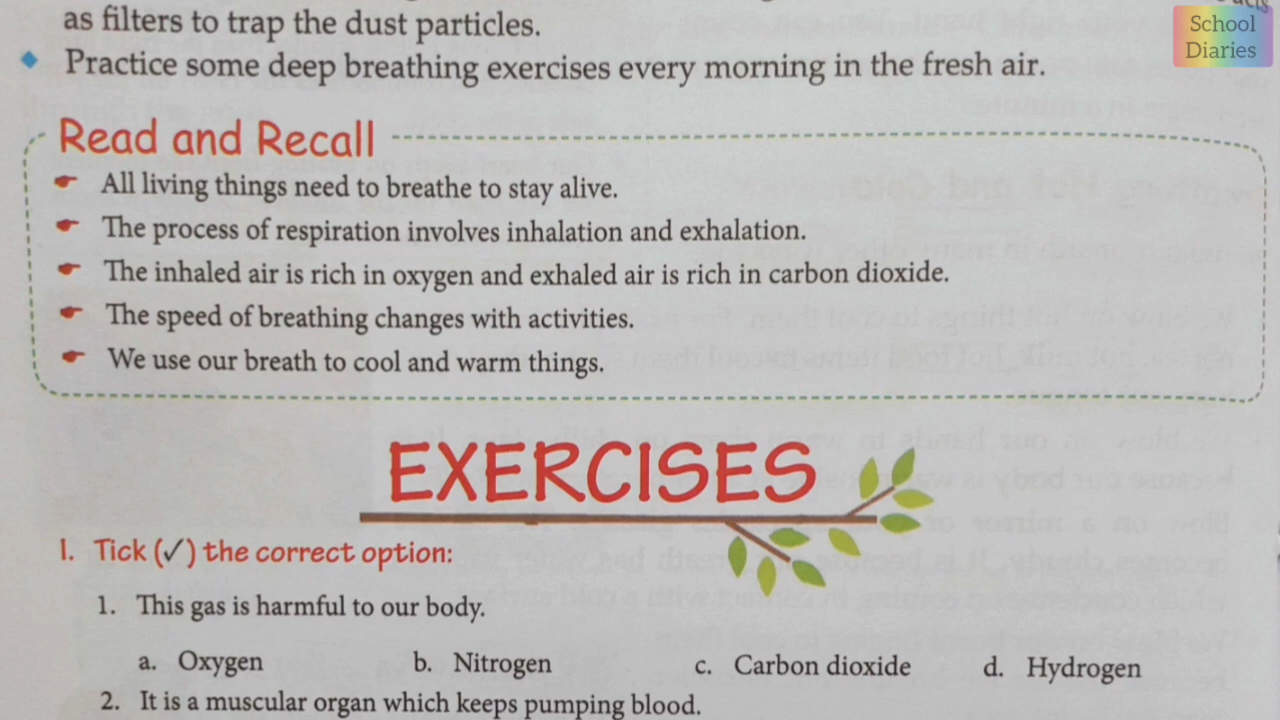 as filters to trap the dust particles.
School
Diaries
Practice some deep breathing exercises every morning in the fresh air.
Read and Recall
All living things need to breathe to stay alive.
The process of respiration involves inhalation and exhalation.
The inhaled air is rich in oxygen and exhaled air is rich in carbon dioxide.
The speed of breathing changes with activities.
We use our breath to cool and warm things.
EXERCISES
I. Tick (✓) the correct option:
1. This gas is harmful to our body.
a. Oxygen b. Nitrogen c. Carbon dioxide d. Hydrogen
2. It is a muscular organ which keeps pumping blood.